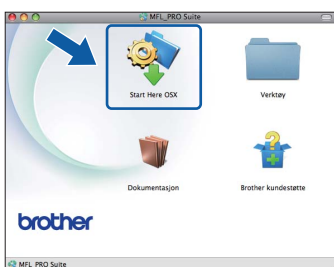 MFL_PRO Suite
Start Here OSX
Verktøy
Dokumentasjon
Brother kundestøtte
brother
MFL_PRO Suite